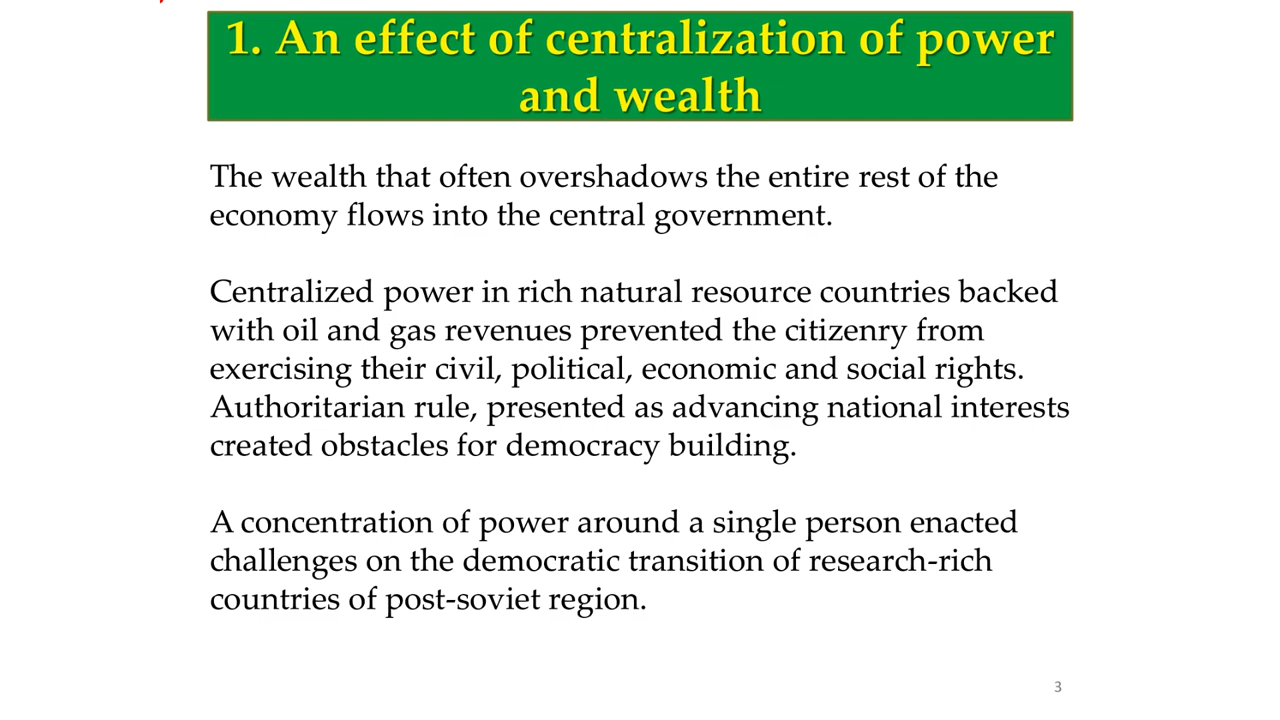 1. An effect of centralization of power
and wealth
The wealth that often overshadows the entire rest of the
economy flows into the central government.
Centralized power in rich natural resource countries backed
with oil and gas revenues prevented the citizenry from
exercising their civil, political, economic and social rights.
Authoritarian rule, presented as advancing national interests
created obstacles for democracy building.
A concentration of power around a single person enacted
challenges on the democratic transition of research-rich
countries of post-soviet region.
3